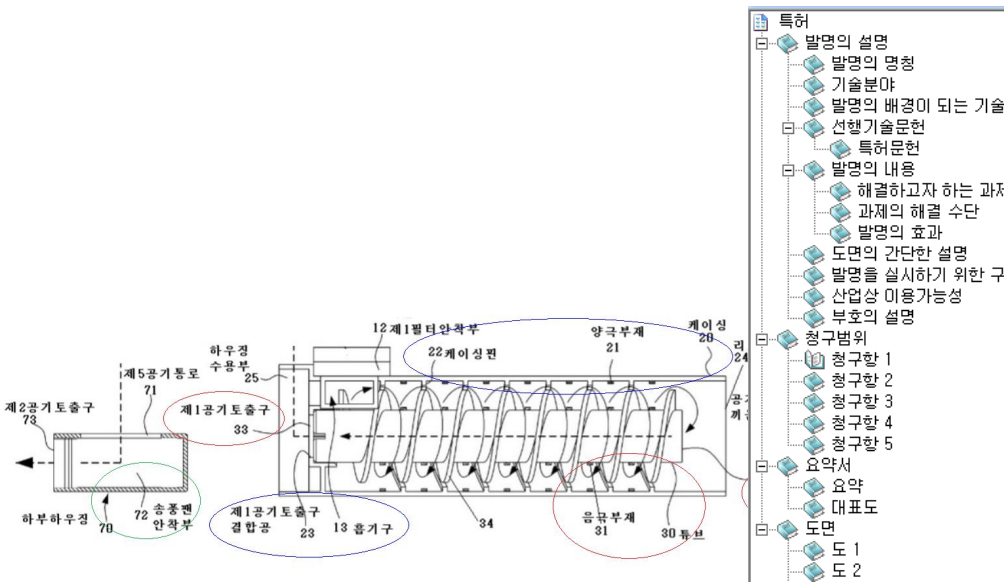 12 제1필터안착부
양극부재
21
케이싱
20
리
24
22 케이싱핀
하우징
수용부
25
제5공기통로
71
제2공기토출구
73
제1공기토출구
33
공기
하부하우징
70
72
송풍팬
안착부
제1공기토출구
결합공
23
13 흡기구
34
음극부재
31
30 튜브
특허
발명의 설명
발명의 명칭
기술분야
발명의 배경이 되는 기술
선행기술문헌
특허문헌
발명의 내용
해결하고자 하는 과제
과제의 해결 수단
발명의 효과
도면의 간단한 설명
발명을 실시하기 위한 구
산업상 이용가능성
부호의 설명
청구범위
청구항 1
청구항 2
청구항 3
청구항 4
청구항 5
요약서
요약
대표도
도면
도 1
도 2